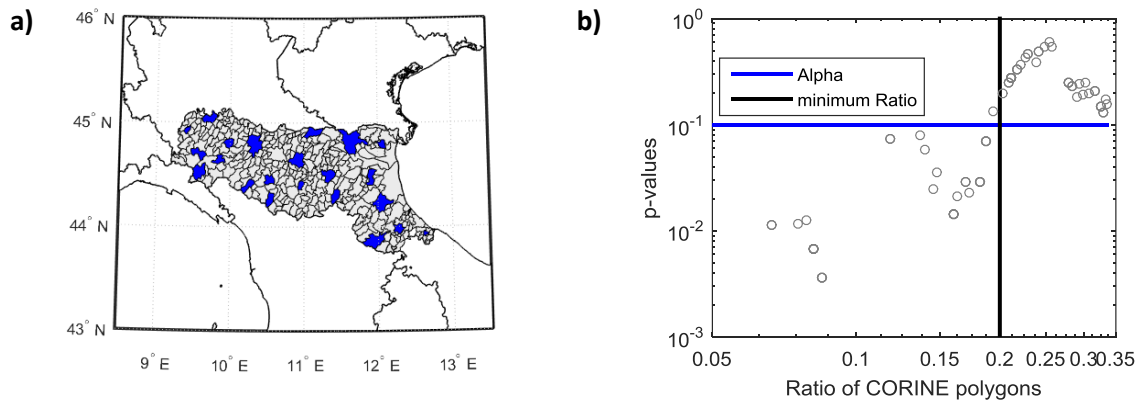 a)
46° N
45° N
44° N
43° N
9° E
10° E
11° E
12° E
13° E
b)
10^0
10^-1
10^-2
10^-3
p-values
Alpha
minimum Ratio
0.05
0.1
0.15
0.2
0.25
0.3
0.35
Ratio of CORINE polygons